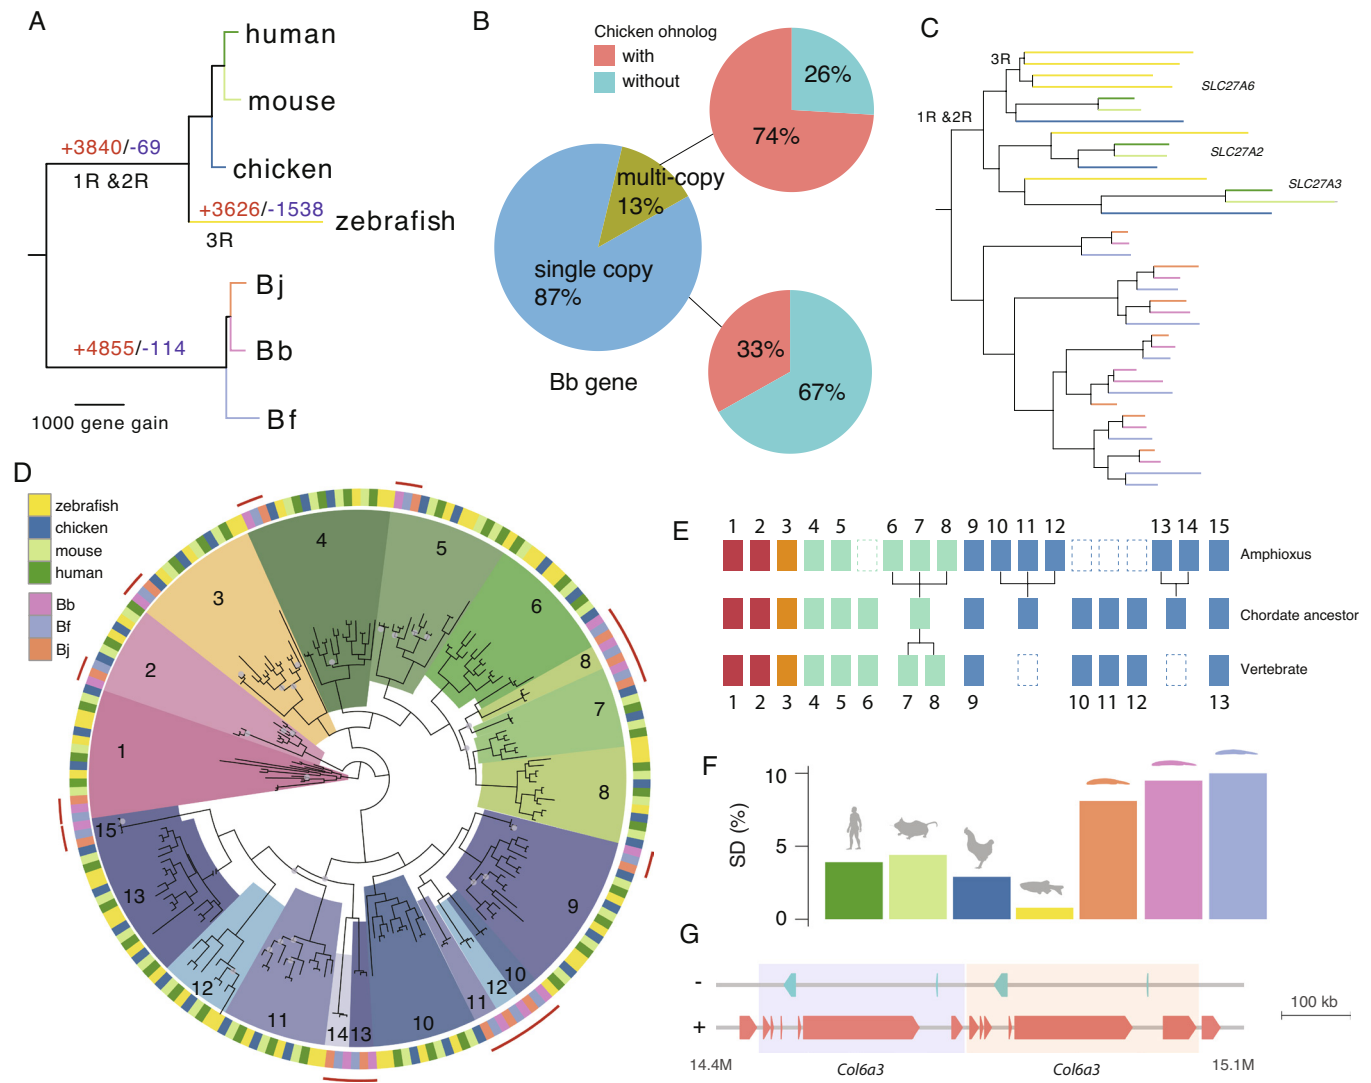 A
human
mouse
chicken
zebrafish
+3840/-69
1R &2R
+3626/-1538
3R
Bj
Bb
Bf
+4855/-114
1000 gene gain
B
Chicken ohnolog
with
without
26%
74%
multi-copy
13%
single copy
87%
33%
67%
Bb gene
C
3R
1R &2R
SLC27A6
SLC27A2
SLC27A3
D
zebrafish
chicken
mouse
human
Bb
Bf
Bj
1
2
3
4
5
6
8
7
8
9
10
12
11
10
13
14
11
12
13
15
E
1 2 3 4 5 6 7 8 9 10 11 12 13 14 15
Amphioxus
Chordate ancestor
Vertebrate
1 2 3 4 5 6 7 8 9 10 11 12 13
F
SD (%)
10
5
0
G
-
+
100 kb
14.4M
Col6a3
Col6a3
15.1M